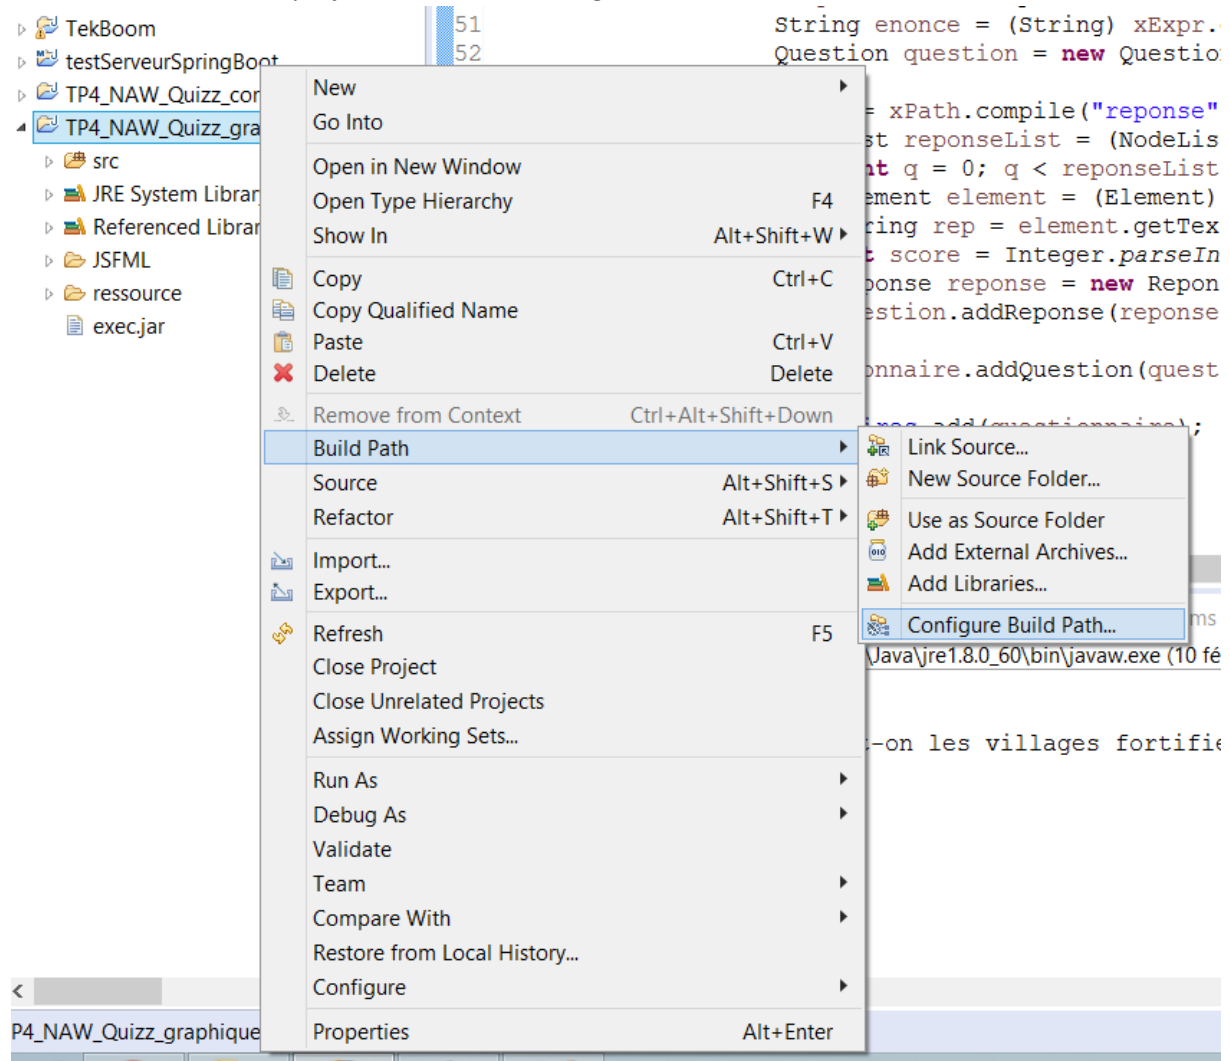 TekBoom
testServeurSpringBoot
TP4_NAW_Quizz_con
TP4_NAW_Quizz_gra
src
JRE System Librar
Referenced Librar
JSFML
ressource
exec.jar
51
52
String enonce = (String) xExpr.
Question question = new Question
= xPath.compile("reponse"
st reponseList = (NodeLis
nt q = 0; q < reponseList
ement element = (Element)
ring rep = element.getTex
t score = Integer.parseIn
ponse reponse = new Repon
estion.addReponse(reponse
onnaire.addQuestion(quest
ires.add(questionnaire);
New
Go Into
Open in New Window
Open Type Hierarchy F4
Show In Alt+Shift+W
Copy Ctrl+C
Copy Qualified Name
Paste Ctrl+V
Delete Delete
Remove from Context Ctrl+Alt+Shift+Down
Build Path
Source Alt+Shift+S
Refactor Alt+Shift+T
Import...
Export...
Refresh F5
Close Project
Close Unrelated Projects
Assign Working Sets...
Run As
Debug As
Validate
Team
Compare With
Restore from Local History...
Configure
Properties Alt+Enter
Link Source...
New Source Folder...
Use as Source Folder
Add External Archives...
Add Libraries...
Configure Build Path...
ms
\Java\jre1.8.0_60\bin\javaw.exe (10 fé
t-on les villages fortifié
P4_NAW_Quizz_graphique